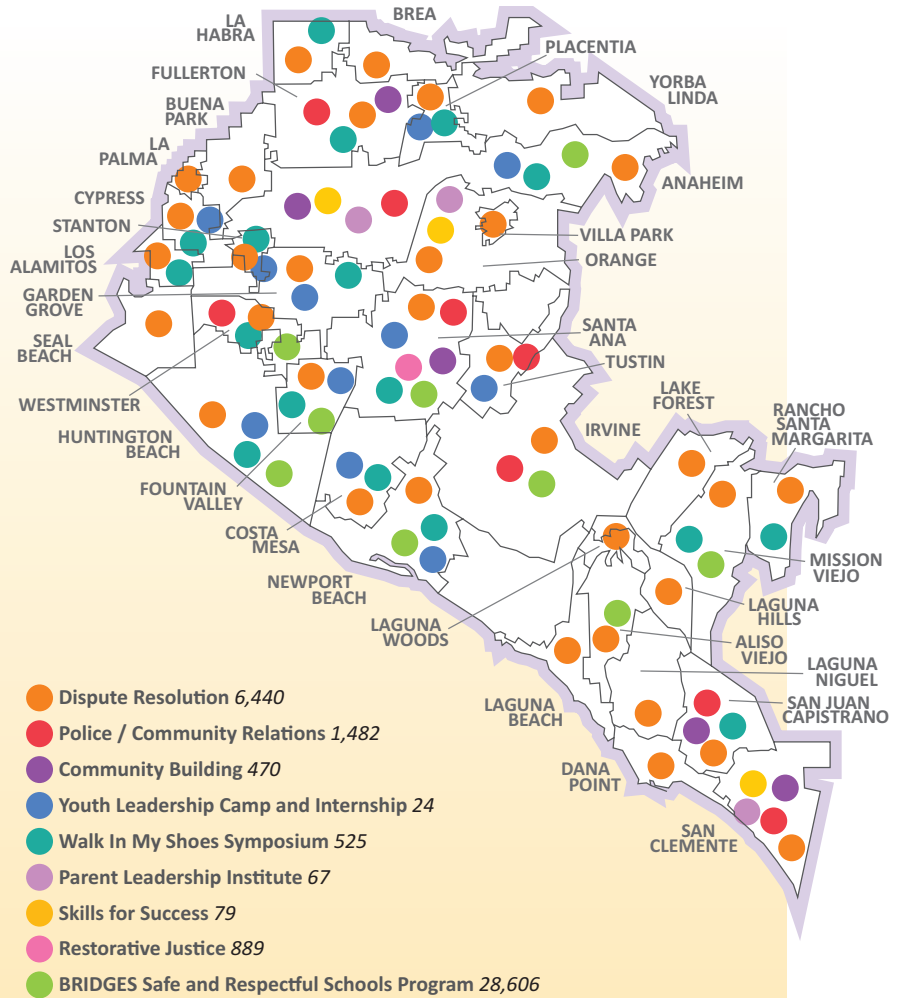 LA
HABRA
BREA
PLACENTIA
FULLERTON
YORBA
LINDA
BUENA
PARK
LA
PALMA
ANAHEIM
CYPRESS
STANTON
VILLA PARK
LOS
ALAMITOS
ORANGE
GARDEN
GROVE
SANTA
ANA
SEAL
BEACH
TUSTIN
LAKE
FOREST
WESTMINSTER
RANCHO
SANTA
MARGARITA
IRVINE
HUNTINGTON
BEACH
FOUNTAIN
VALLEY
COSTA
MESA
MISSION
VIEJO
NEWPORT
BEACH
LAGUNA
HILLS
LAGUNA
WOODS
ALISO
VIEJO
LAGUNA
NIGUEL
LAGUNA
BEACH
SAN JUAN
CAPISTRANO
DANA
POINT
SAN
CLEMENTE
Dispute Resolution 6,440
Police / Community Relations 1,482
Community Building 470
Youth Leadership Camp and Internship 24
Walk In My Shoes Symposium 525
Parent Leadership Institute 67
Skills for Success 79
Restorative Justice 889
BRIDGES Safe and Respectful Schools Program 28,606